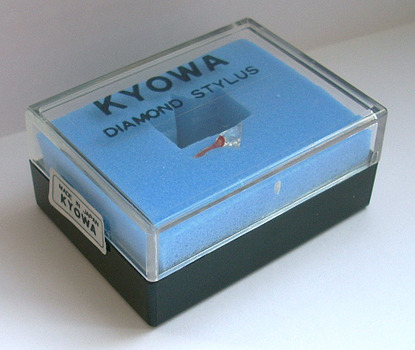 KYOWA
DIAMOND STYLUS
MADE IN JAPAN
KYOWA